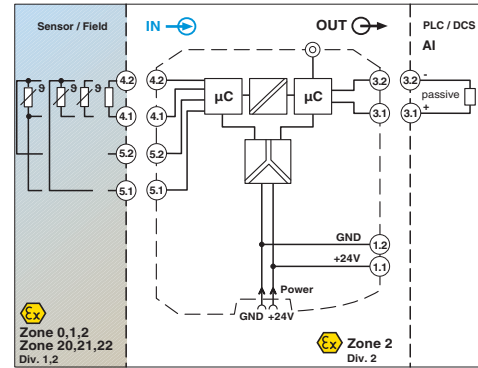 Sensor / Field
IN
OUT
PLC / DCS
AI
4.2
4.2
µC
µC
3.2
3.2
-
passive
+
ϑ
ϑ
ϑ
4.1
4.1
3.1
3.1
5.2
5.2
5.1
5.1
GND
1.2
+24V
1.1
Power
GND
+24V
Ex
Zone 0,1,2
Zone 20,21,22
Div. 1,2
Ex
Zone 2
Div. 2